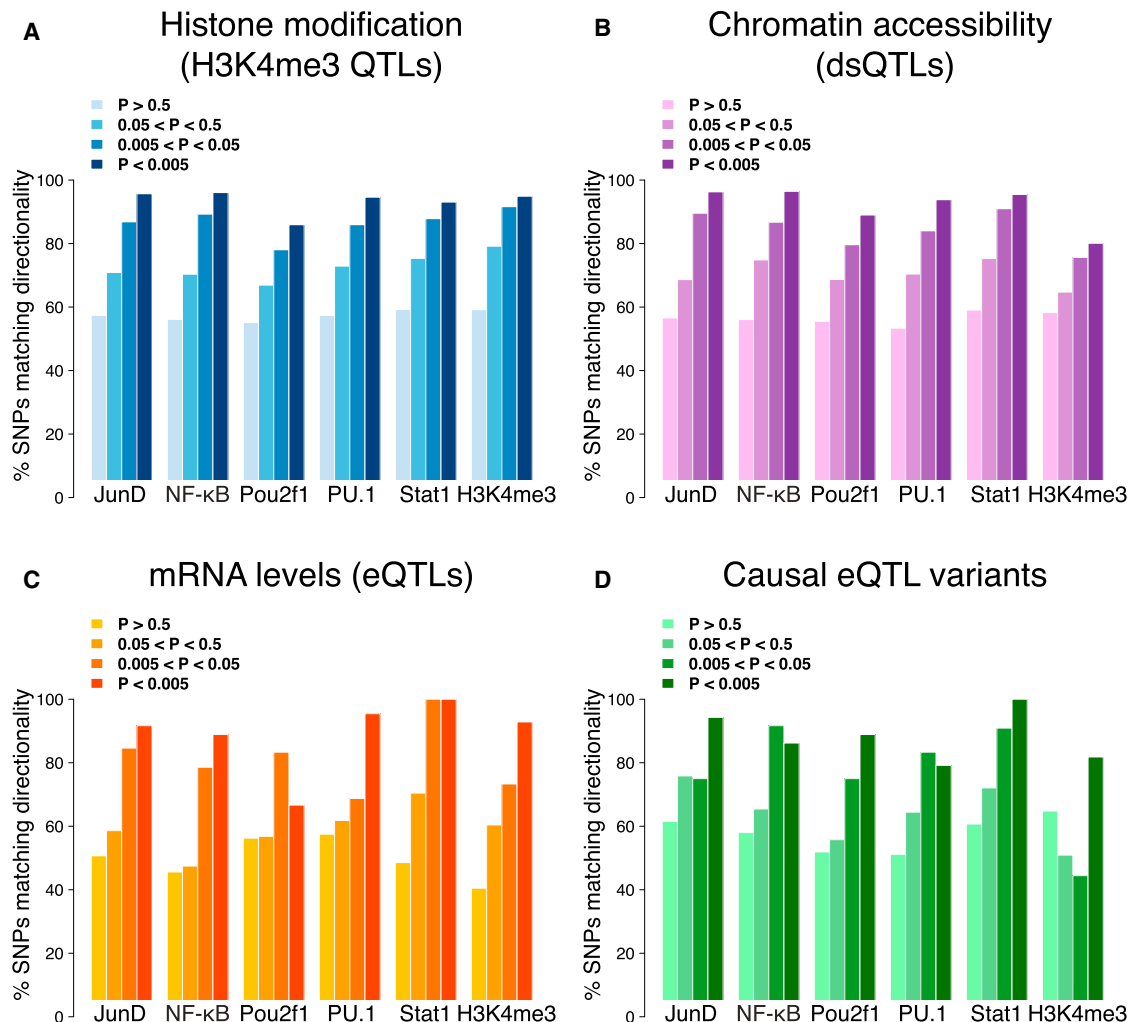 A
Histone modification
(H3K4me3 QTLs)
P > 0.5
0.05 < P < 0.5
0.005 < P < 0.05
P < 0.005
% SNPs matching directionality
100
80
60
40
20
0
JunD NF-κB Pou2f1 PU.1 Stat1 H3K4me3
B
Chromatin accessibility
(dsQTLs)
P > 0.5
0.05 < P < 0.5
0.005 < P < 0.05
P < 0.005
% SNPs matching directionality
100
80
60
40
20
0
JunD NF-κB Pou2f1 PU.1 Stat1 H3K4me3
C
mRNA levels (eQTLs)
P > 0.5
0.05 < P < 0.5
0.005 < P < 0.05
P < 0.005
% SNPs matching directionality
100
80
60
40
20
0
JunD NF-κB Pou2f1 PU.1 Stat1 H3K4me3
D
Causal eQTL variants
P > 0.5
0.05 < P < 0.5
0.005 < P < 0.05
P < 0.005
% SNPs matching directionality
100
80
60
40
20
0
JunD NF-κB Pou2f1 PU.1 Stat1 H3K4me3